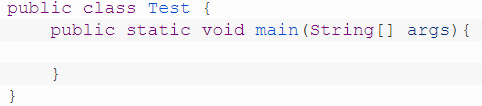 public class Test {
    public static void main(String[] args){

    }
}